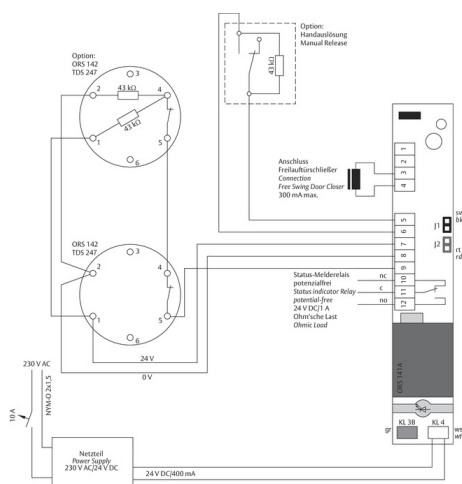 Option:
Handauslösung
Manual Release
43 kΩ
Option:
ORS 142
TDS 247
3
2
43 kΩ
4
43 kΩ
1
5
6
Anschluss
Freilauftürschließer
Connection
Free Swing Door Closer
300 mA max.
1
2
3
4
5
6
7
8
9
10
11
12
J1
J2
sw
bk
rt
rd
ORS 142
TDS 247
3
2
4
1
5
6
Status-Melderelais
potenzialfrei
Status indicator Relay
potential-free
24 V DC/1 A
Ohm'sche Last
Ohmic Load
nc
c
no
24 V
0 V
ORS 141A
230 V AC
NYM-O 2x1,5
10 A
Netzteil
Power Supply
230 V AC/24 V DC
24 V DC/400 mA
gr
KL 3B
KL 4
ws
wt